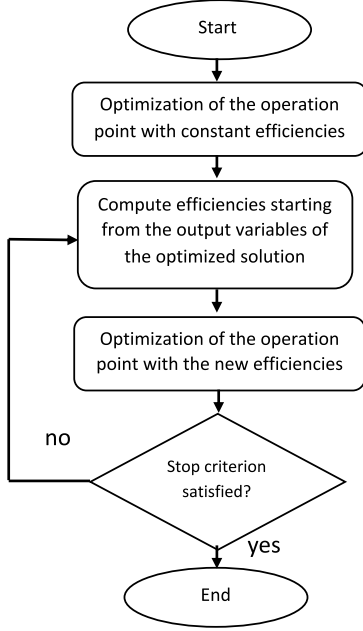 Start
Optimization of the operation
point with constant efficiencies
Compute efficiencies starting
from the output variables of
the optimized solution
Optimization of the operation
point with the new efficiencies
no
Stop criterion
satisfied?
yes
End